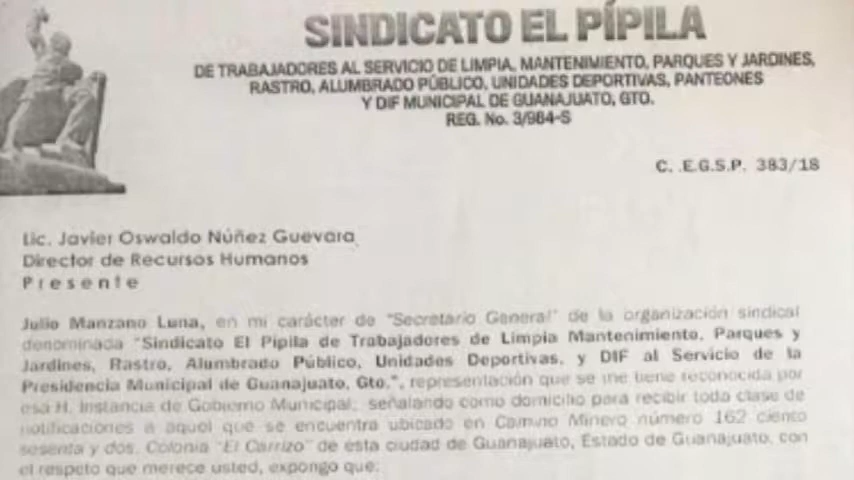 SINDICATO EL PÍPILA
DE TRABAJADORES AL SERVICIO DE LIMPIA, MANTENIMIENTO, PARQUES Y JARDINES,
RASTRO, ALUMBRADO PÚBLICO, UNIDADES DEPORTIVAS, PANTEONES
Y DIF MUNICIPAL DE GUANAJUATO, GTO.
REG. No. 3/984-S
C. .E.G.S.P. 383/18
Lic. Javier Oswaldo Núñez Guevara
Director de Recursos Humanos
Presente
Julio Manzano Luna, en mi carácter de "Secretario General" de la organización sindical
denominada "Sindicato El Pipila de Trabajadores de Limpia Mantenimiento, Parques y
Jardines, Rastro, Alumbrado Público, Unidades Deportivas, y DIF al Servicio de la
Presidencia Municipal de Guanajuato, Gto.", representación que se me tiene reconocida por
esa H. Instancia de Gobierno Municipal; señalando como domicilio para recibir toda clase de
notificaciones a aquel que se encuentra ubicado en Camino Minero número 162 ciento
sesenta y dos, Colonia "El Carrizo" de esta ciudad de Guanajuato, Estado de Guanajuato, con
el respeto que merece usted, expongo que: